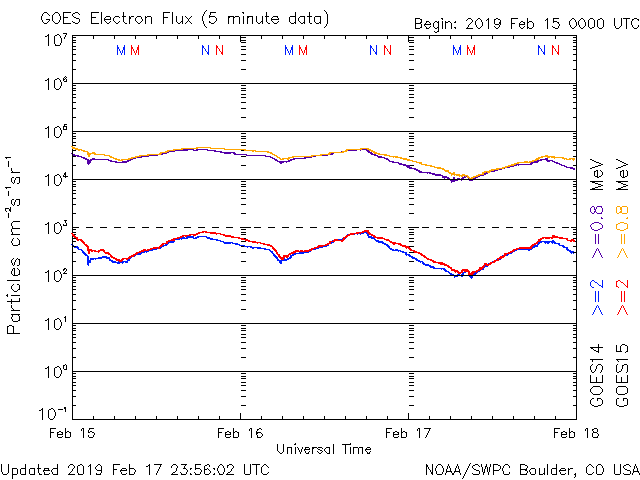 GOES Electron Flux (5 minute data)
Begin: 2019 Feb 15 0000 UTC
M M N N M M N N M M N N
10⁷
10⁶
10⁵
10⁴
10³
10²
10¹
10⁰
10⁻¹
Particles cm⁻²s⁻¹sr⁻¹
Feb 15 Feb 16 Feb 17 Feb 18
Universal Time
GOES14 >=2 >=0.8 MeV
GOES15 >=2 >=0.8 MeV
Updated 2019 Feb 17 23:56:02 UTC
NOAA/SWPC Boulder, CO USA